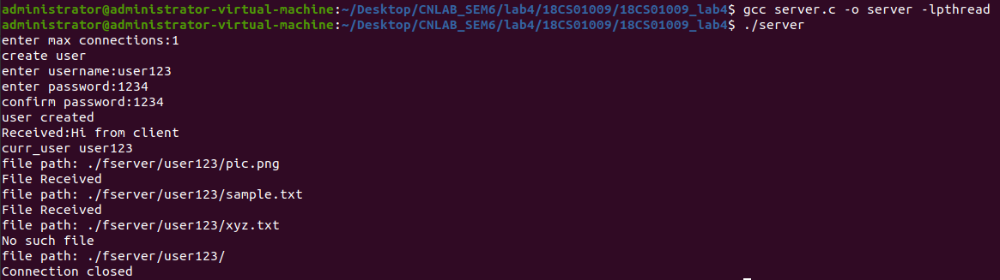 administrator@administrator-virtual-machine:~/Desktop/CNLAB_SEM6/lab4/18CS01009/18CS01009_lab4$ gcc server.c -o server -lpthread
administrator@administrator-virtual-machine:~/Desktop/CNLAB_SEM6/lab4/18CS01009/18CS01009_lab4$ ./server
enter max connections:1
create user
enter username:user123
enter password:1234
confirm password:1234
user created
Received:Hi from client
curr_user user123
file path: ./fserver/user123/pic.png
File Received
file path: ./fserver/user123/sample.txt
File Received
file path: ./fserver/user123/xyz.txt
No such file
file path: ./fserver/user123/
Connection closed